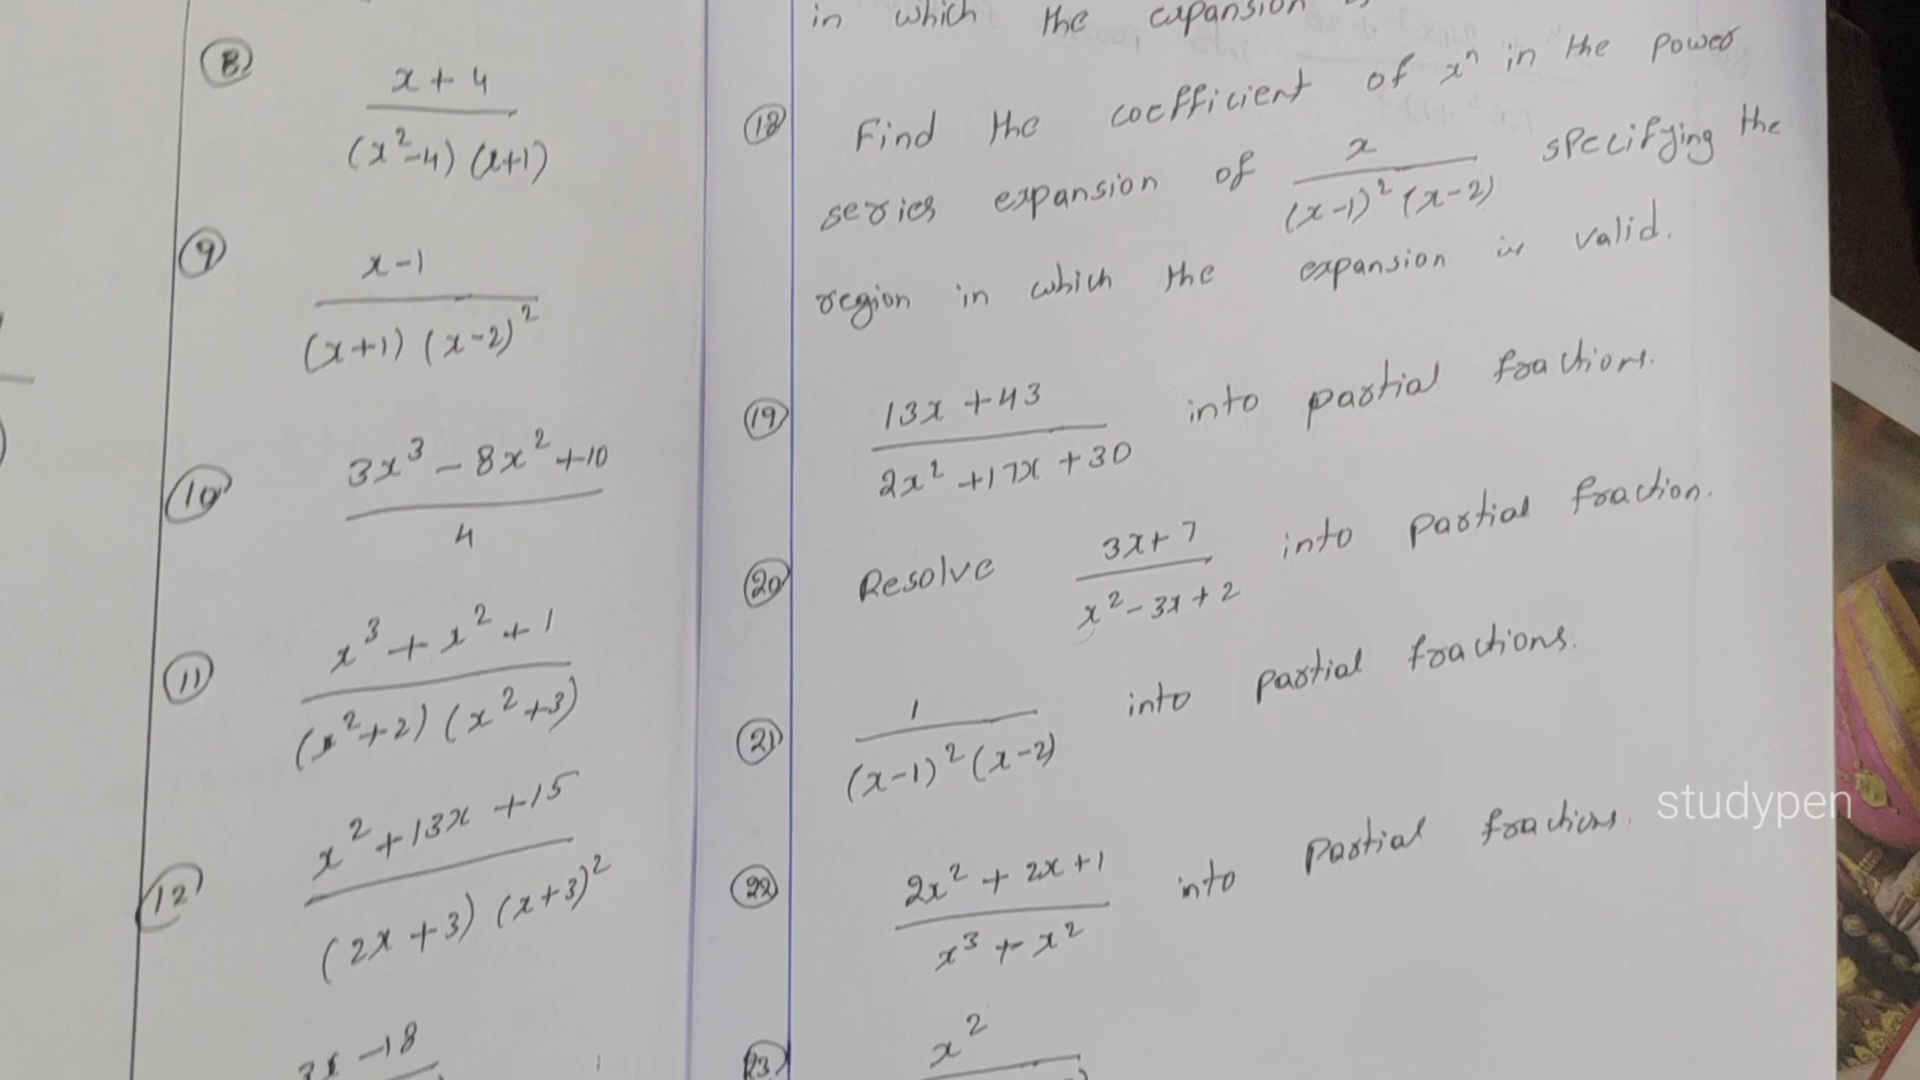 ⑧ x + 4 / (x²-4) (x+1)
⑨ x-1 / (x+1) (x-2)²
⑩ 3x³ - 8x² + 10 / 4
⑪ x³ + x² + 1 / (x²+2) (x²+3)
⑫ x² + 13x + 15 / (2x + 3) (x+3)²
-18
in which the expansion
⑱ Find the coefficient of xⁿ in the power
series expansion of x / (x-1)² (x-2) specifying the
region in which the expansion is valid.
⑲ 13x + 43 / 2x² + 17x + 30 into partial fractions.
⑳ Resolve 3x+7 / x² - 3x + 2 into partial fraction.
㉑ 1 / (x-1)² (x-2) into partial fractions.
㉒ 2x² + 2x + 1 / x³ + x² into partial fractions.
㉓ x²
studypen